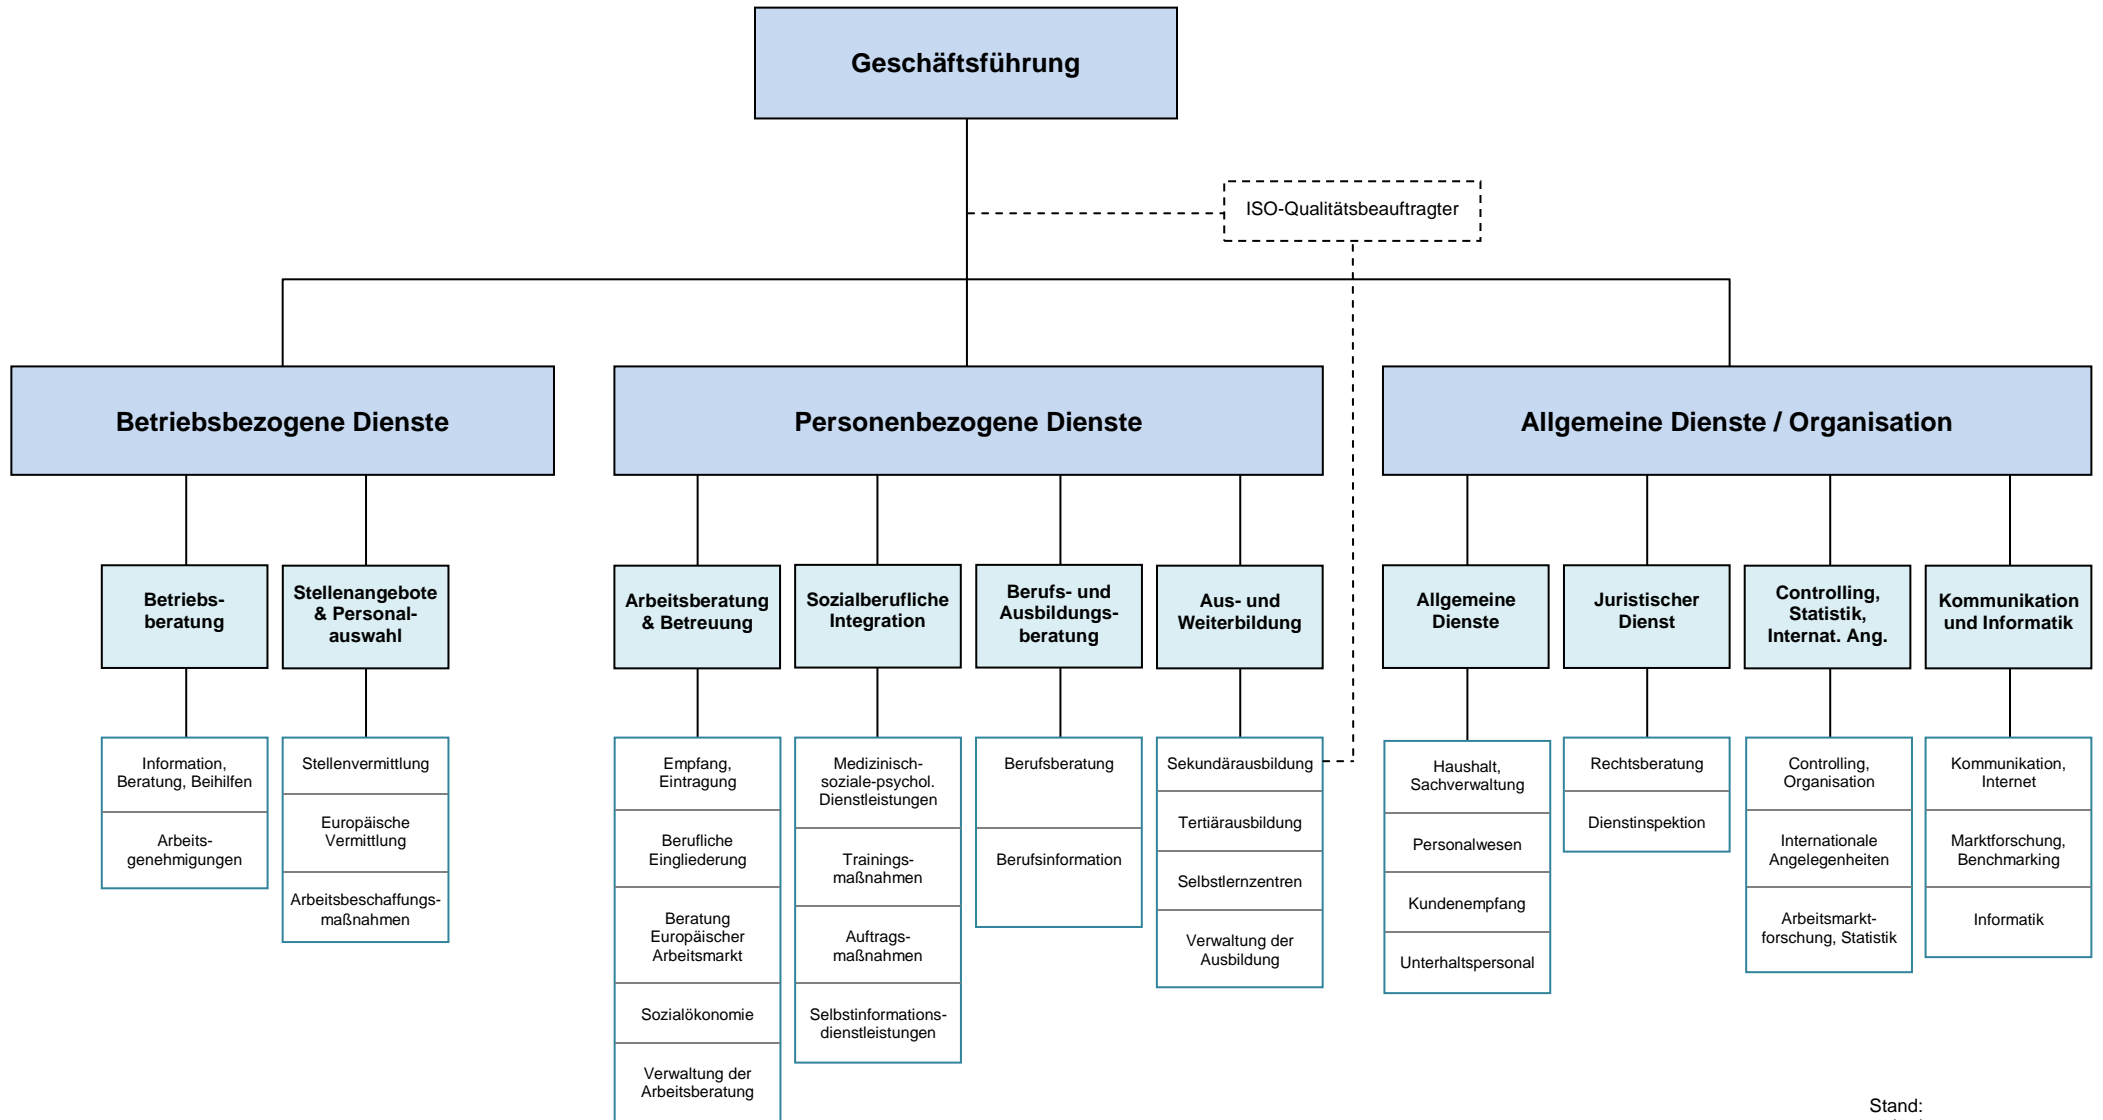 Geschäftsführung
ISO-Qualitätsbeauftragter
Betriebsbezogene Dienste
Personenbezogene Dienste
Allgemeine Dienste / Organisation
Betriebs-
beratung
Stellenangebote
& Personal-
auswahl
Arbeitsberatung
& Betreuung
Sozialberufliche
Integration
Berufs- und
Ausbildungs-
beratung
Aus- und
Weiterbildung
Allgemeine
Dienste
Juristischer
Dienst
Controlling,
Statistik,
Internat. Ang.
Kommunikation
und Informatik
Information,
Beratung, Beihilfen
Arbeits-
genehmigungen
Stellenvermittlung
Europäische
Vermittlung
Arbeitsbeschaffungs-
maßnahmen
Empfang,
Eintragung
Berufliche
Eingliederung
Beratung
Europäischer
Arbeitsmarkt
Sozialökonomie
Verwaltung der
Arbeitsberatung
Medizinisch-
soziale-psychol.
Dienstleistungen
Trainings-
maßnahmen
Auftrags-
maßnahmen
Selbstinformations-
dienstleistungen
Berufsberatung
Berufsinformation
Sekundärausbildung
Tertiärausbildung
Selbstlernzentren
Verwaltung der
Ausbildung
Haushalt,
Sachverwaltung
Personalwesen
Kundenempfang
Unterhaltspersonal
Rechtsberatung
Dienstinspektion
Controlling,
Organisation
Internationale
Angelegenheiten
Arbeitsmarkt-
forschung, Statistik
Kommunikation,
Internet
Marktforschung,
Benchmarking
Informatik
Stand: